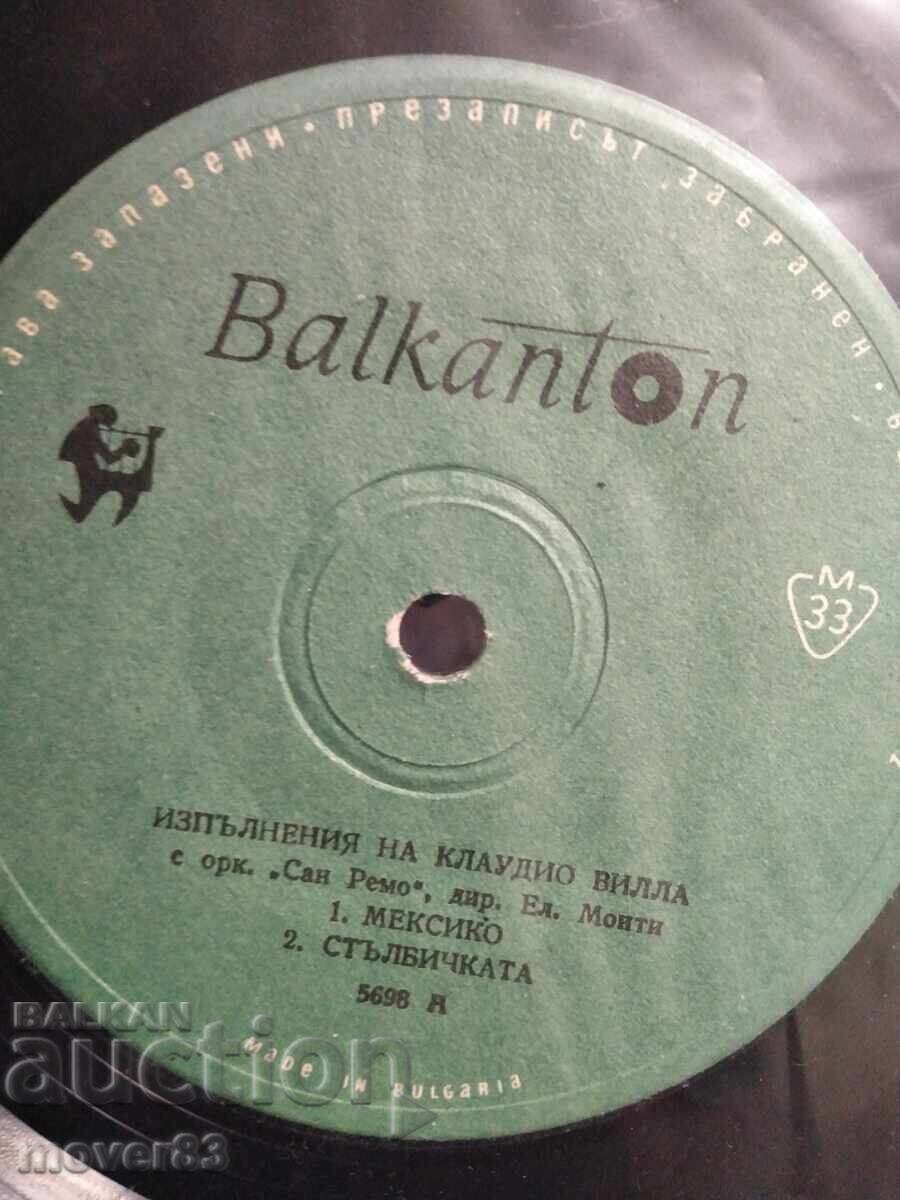 запазени • презаписът забранен •
Balkanton
M
33
ИЗПЪЛНЕНИЯ НА КЛАУДИО ВИЛЛА
с орк. „Сан Ремо“, дир. Ел. Монти
1. МЕКСИКО
2. СТЪЛБИЧКАТА
5698 Я
MADE IN BULGARIA
BALKAN
auction
mover83